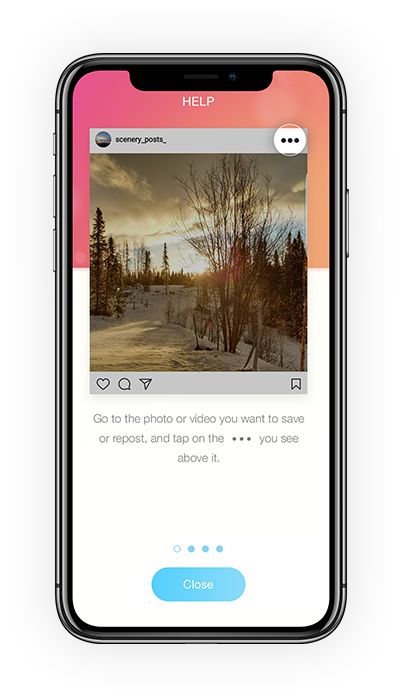 HELP
scenery_posts_
Go to the photo or video you want to save
or repost, and tap on the ••• you see
above it.
Close